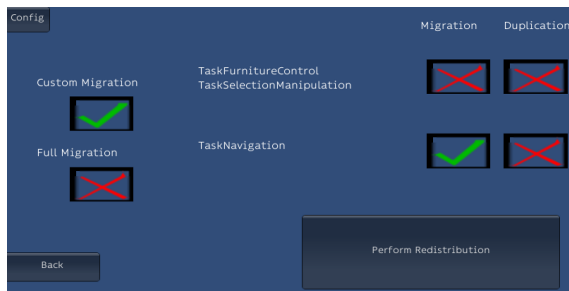 Config
Migration Duplication
Custom Migration
TaskFurnitureControl
TaskSelectionManipulation
Full Migration
TaskNavigation
Back
Perform Redistribution